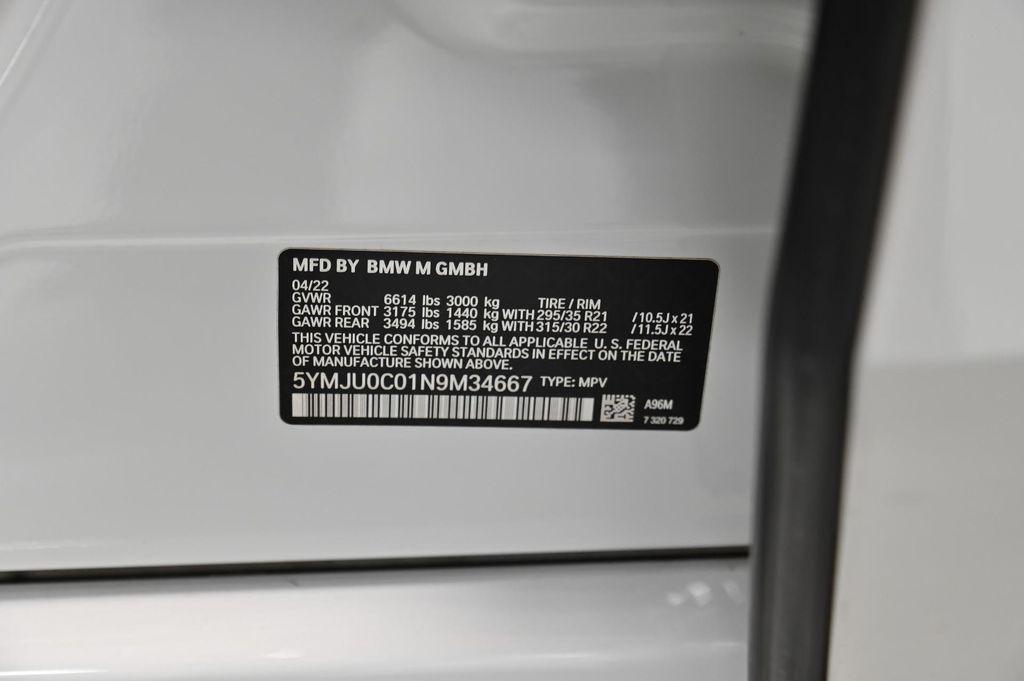 MFD BY BMW M GMBH
04/22
GVWR 6614 lbs 3000 kg TIRE / RIM
GAWR FRONT 3175 lbs 1440 kg WITH 295/35 R21 /10.5J x 21
GAWR REAR 3494 lbs 1585 kg WITH 315/30 R22 /11.5J x 22
THIS VEHICLE CONFORMS TO ALL APPLICABLE U. S. FEDERAL
MOTOR VEHICLE SAFETY STANDARDS IN EFFECT ON THE DATE
OF MANUFACTURE SHOWN ABOVE.
5YMJU0C01N9M34667 TYPE: MPV
A96M
7 320 729